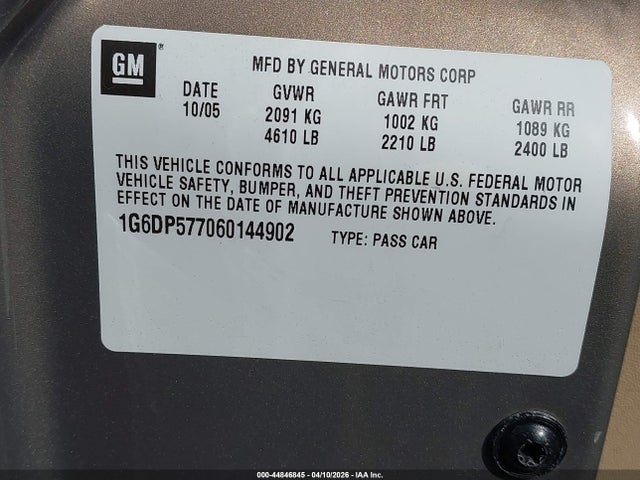 GM
®
MFD BY GENERAL MOTORS CORP
DATE GVWR GAWR FRT GAWR RR
10/05 2091 KG 1002 KG 1089 KG
4610 LB 2210 LB 2400 LB
THIS VEHICLE CONFORMS TO ALL APPLICABLE U.S. FEDERAL MOTOR
VEHICLE SAFETY, BUMPER, AND THEFT PREVENTION STANDARDS IN
EFFECT ON THE DATE OF MANUFACTURE SHOWN ABOVE.
1G6DP577060144902 TYPE: PASS CAR
000-44846845 - 04/10/2026 - IAA Inc.